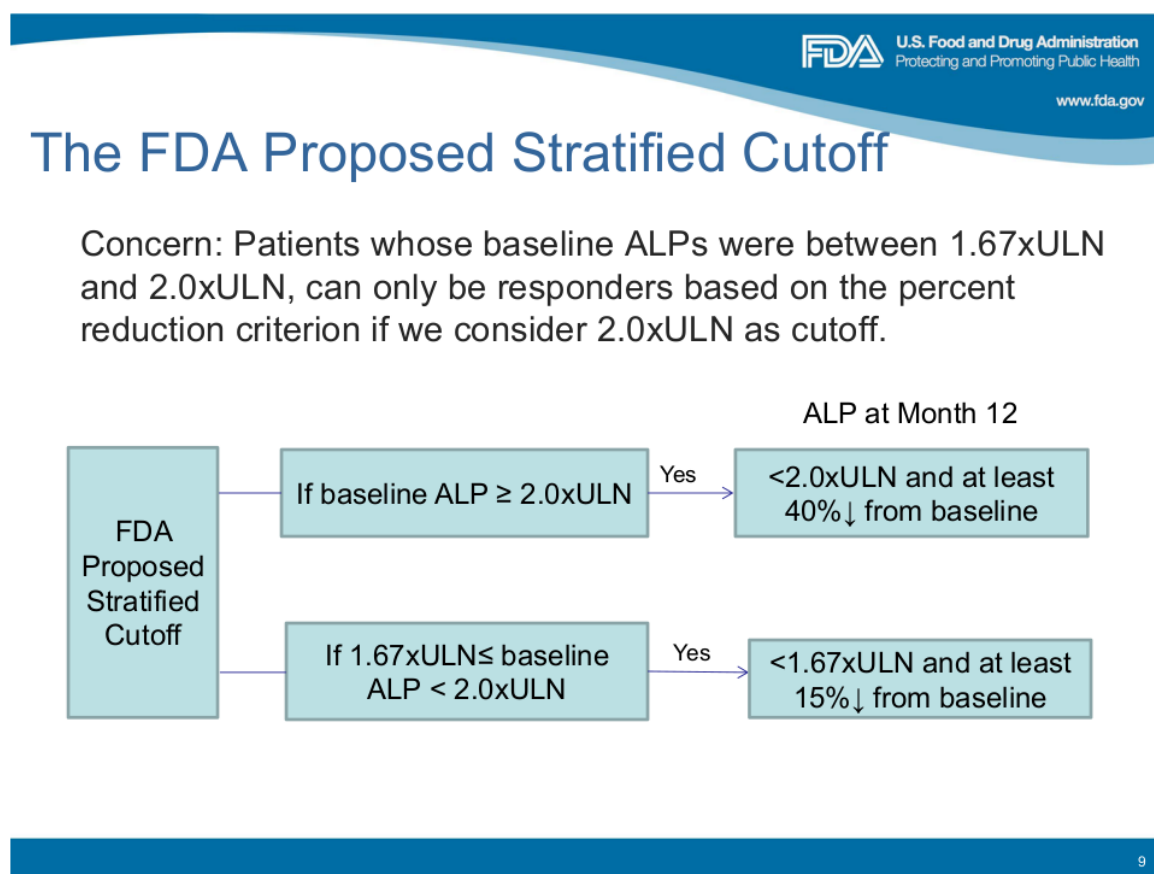 FDA
U.S. Food and Drug Administration
Protecting and Promoting Public Health
www.fda.gov
The FDA Proposed Stratified Cutoff
Concern: Patients whose baseline ALPs were between 1.67xULN
and 2.0xULN, can only be responders based on the percent
reduction criterion if we consider 2.0xULN as cutoff.
ALP at Month 12
FDA
Proposed
Stratified
Cutoff
If baseline ALP ≥ 2.0xULN
Yes
<2.0xULN and at least
40%↓ from baseline
If 1.67xULN≤ baseline
ALP < 2.0xULN
Yes
<1.67xULN and at least
15%↓ from baseline
9